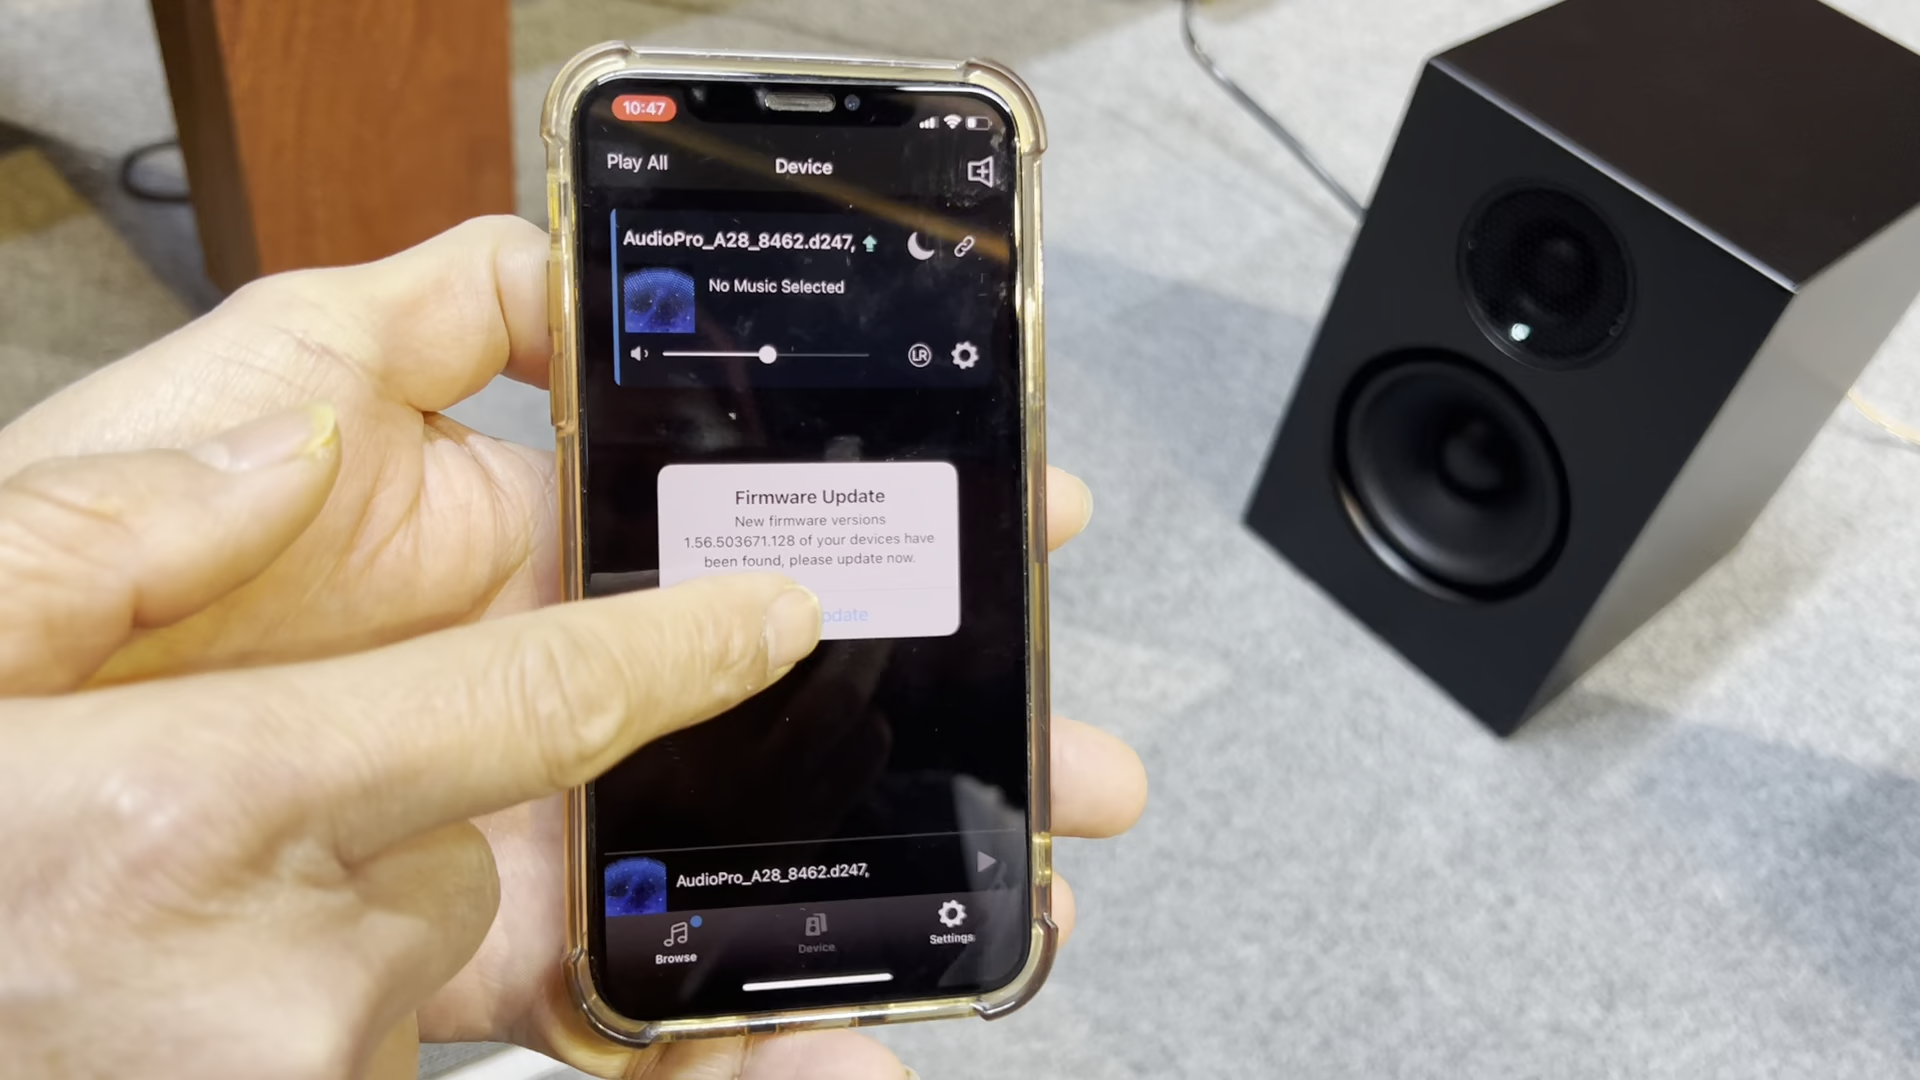 10:47
Play All
Device
AudioPro_A28_8462.d247,
No Music Selected
LR
Firmware Update
New firmware versions
1.56.503671.128 of your devices have
been found, please update now.
pdate
AudioPro_A28_8462.d247,
Browse
Device
Settings